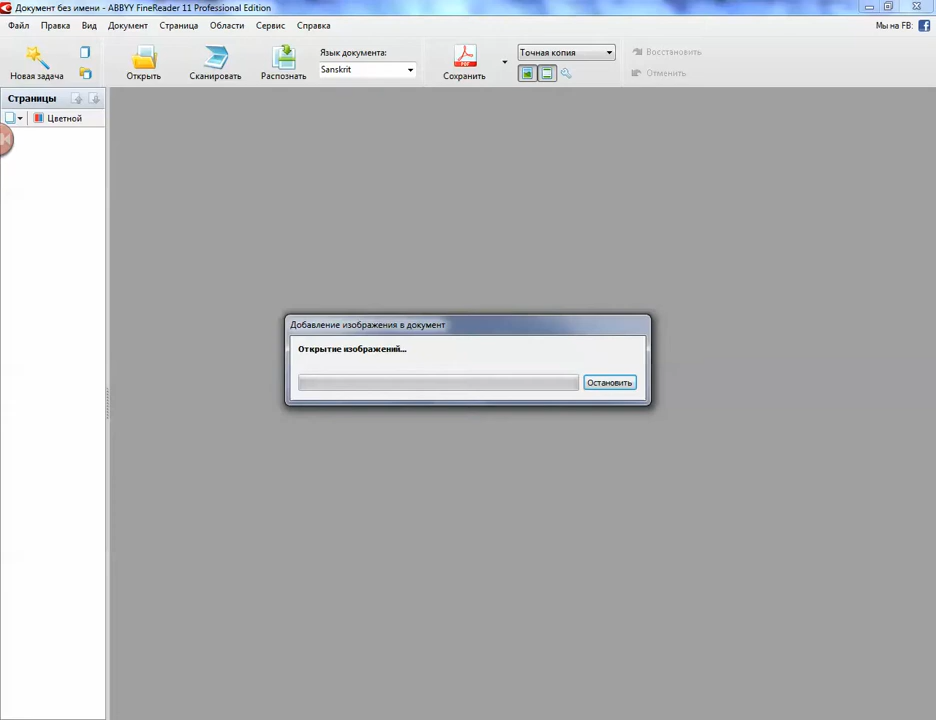 Документ без имени - ABBYY FineReader 11 Professional Edition
Файл Правка Вид Документ Страница Области Сервис Справка Мы на FB:
Новая задача Открыть Сканировать Распознать Язык документа: Sanskrit Сохранить Точная копия Восстановить Отменить
PDF
Страницы
Цветной
Добавление изображения в документ
Открытие изображений...
Остановить